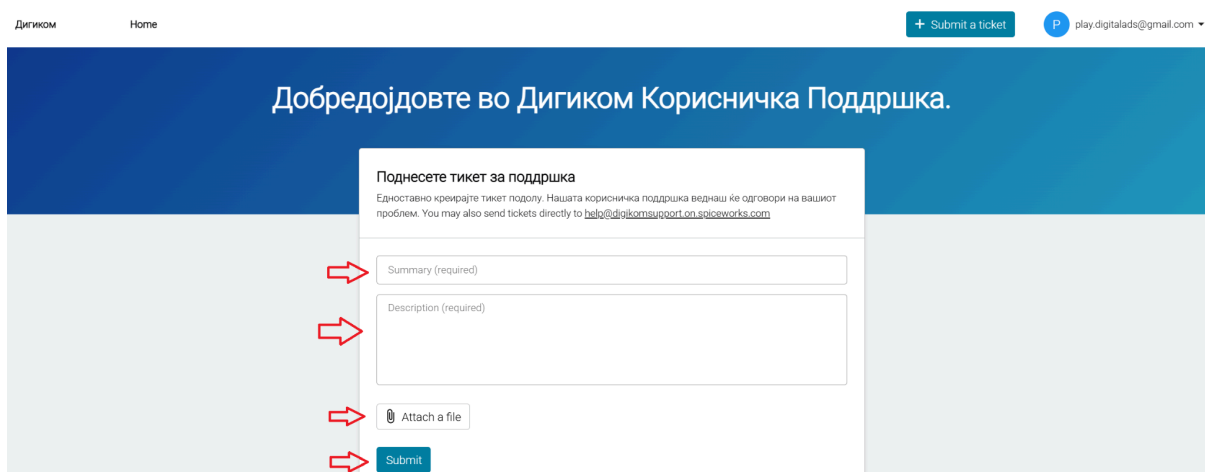 Дигиком
Home
+ Submit a ticket
P
play.digitalads@gmail.com
Добредојдовте во Дигиком Корисничка Поддршка.
Поднесете тикет за поддршка
Едноставно креирајте тикет подолу. Нашата корисничка поддршка веднаш ќе одговори на вашиот
проблем. You may also send tickets directly to help@digikomsupport.on.spiceworks.com
Summary (required)
Description (required)
Attach a file
Submit